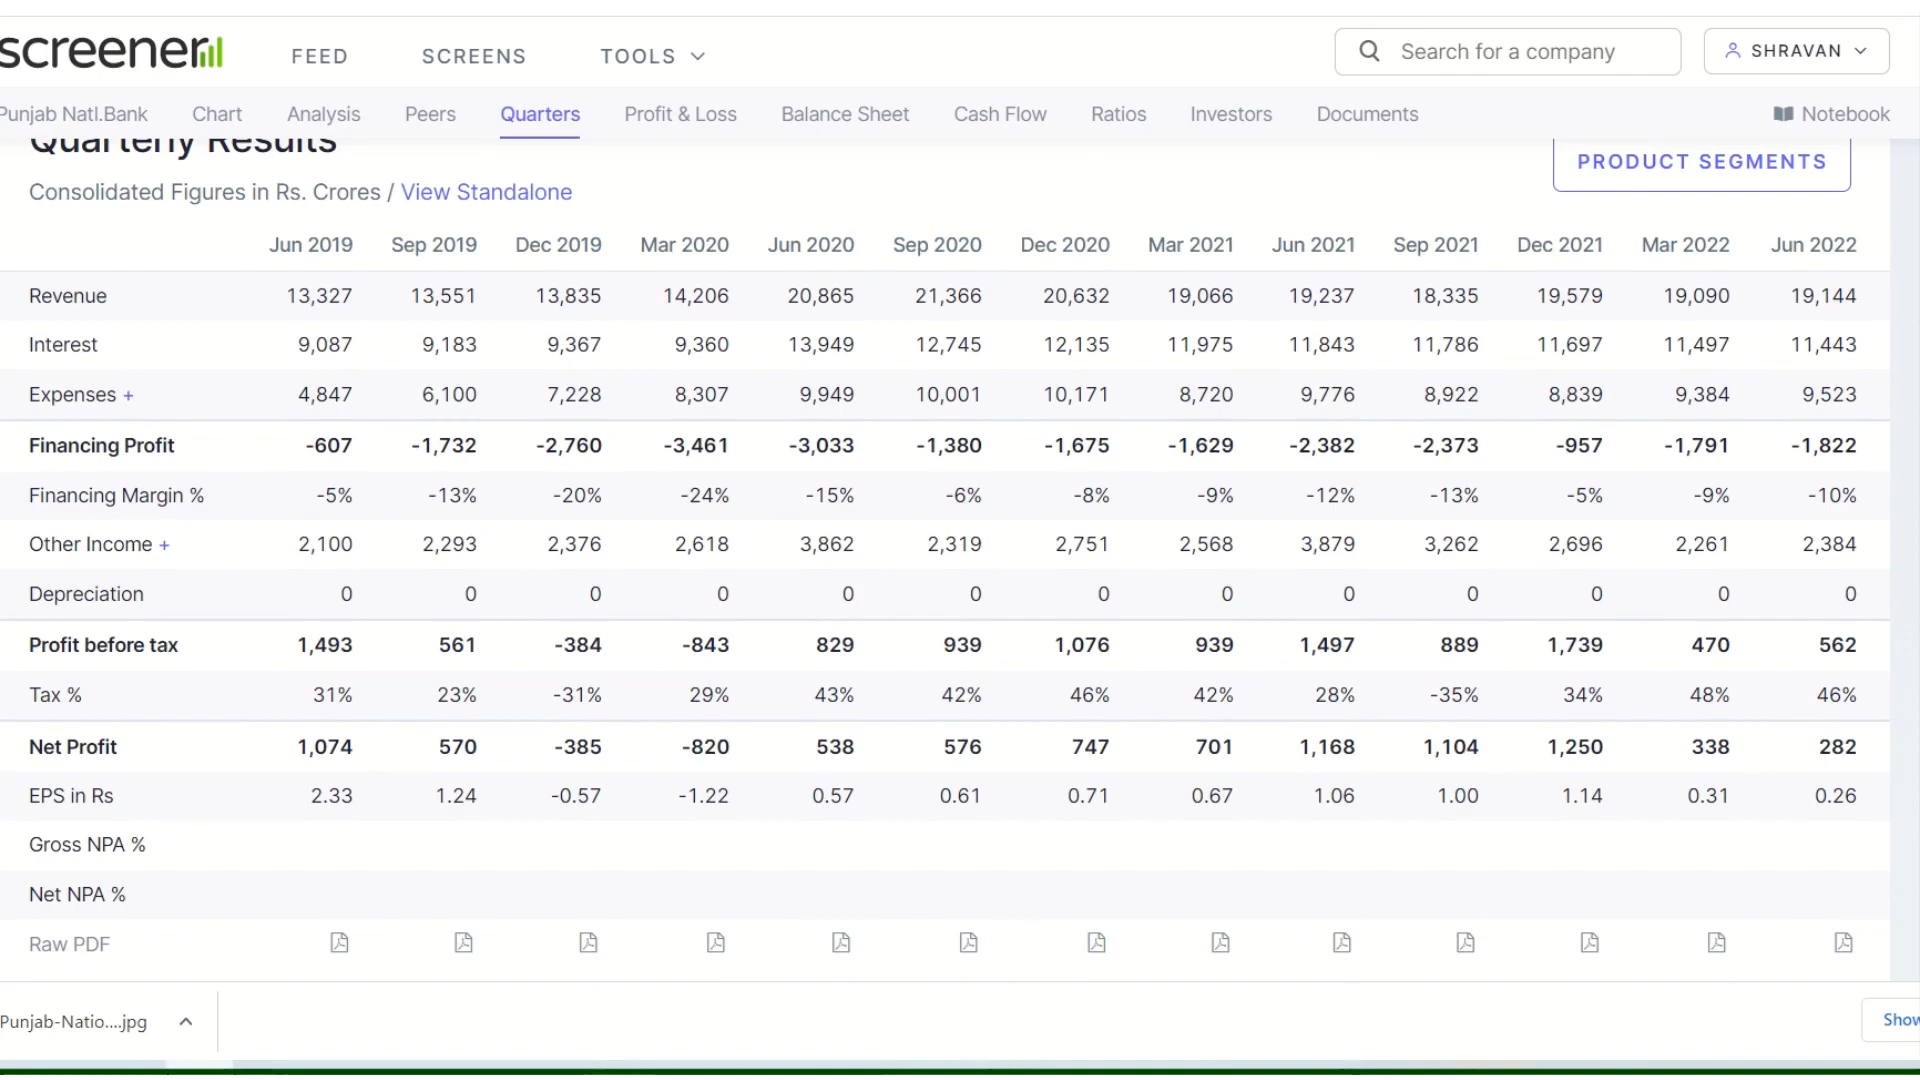 screener FEED SCREENS TOOLS Search for a company SHRAVAN
Punjab Natl.Bank Chart Analysis Peers Quarters Profit & Loss Balance Sheet Cash Flow Ratios Investors Documents Notebook
Quarterly Results
PRODUCT SEGMENTS
Consolidated Figures in Rs. Crores / View Standalone
Jun 2019 Sep 2019 Dec 2019 Mar 2020 Jun 2020 Sep 2020 Dec 2020 Mar 2021 Jun 2021 Sep 2021 Dec 2021 Mar 2022 Jun 2022
Revenue 13,327 13,551 13,835 14,206 20,865 21,366 20,632 19,066 19,237 18,335 19,579 19,090 19,144
Interest 9,087 9,183 9,367 9,360 13,949 12,745 12,135 11,975 11,843 11,786 11,697 11,497 11,443
Expenses + 4,847 6,100 7,228 8,307 9,949 10,001 10,171 8,720 9,776 8,922 8,839 9,384 9,523
Financing Profit -607 -1,732 -2,760 -3,461 -3,033 -1,380 -1,675 -1,629 -2,382 -2,373 -957 -1,791 -1,822
Financing Margin % -5% -13% -20% -24% -15% -6% -8% -9% -12% -13% -5% -9% -10%
Other Income + 2,100 2,293 2,376 2,618 3,862 2,319 2,751 2,568 3,879 3,262 2,696 2,261 2,384
Depreciation 0 0 0 0 0 0 0 0 0 0 0 0 0
Profit before tax 1,493 561 -384 -843 829 939 1,076 939 1,497 889 1,739 470 562
Tax % 31% 23% -31% 29% 43% 42% 46% 42% 28% -35% 34% 48% 46%
Net Profit 1,074 570 -385 -820 538 576 747 701 1,168 1,104 1,250 338 282
EPS in Rs 2.33 1.24 -0.57 -1.22 0.57 0.61 0.71 0.67 1.06 1.00 1.14 0.31 0.26
Gross NPA %
Net NPA %
Raw PDF
Punjab-Natio....jpg Show